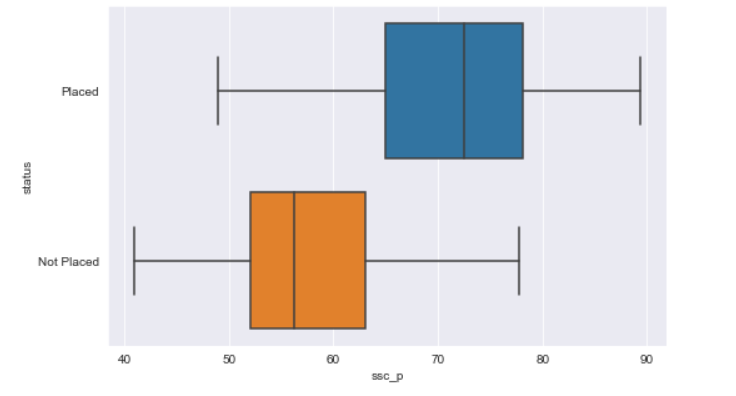 Placed
status
Not Placed
40 50 60 70 80 90
ssc_p